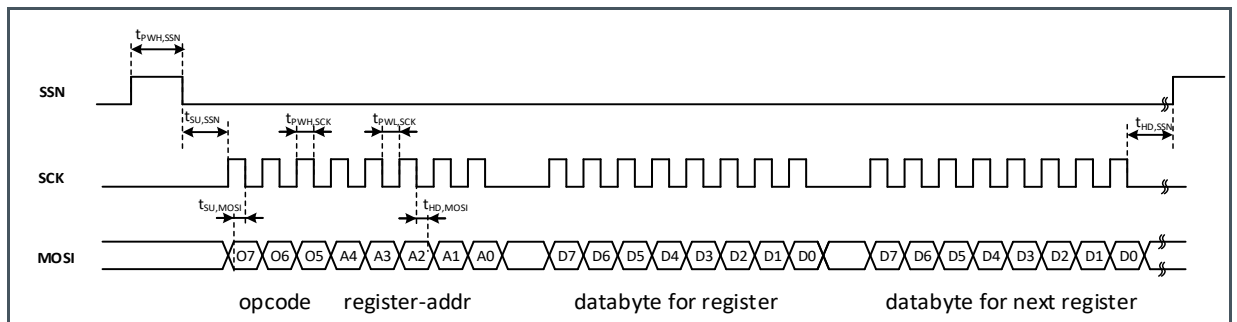 tPWH,SSN
SSN
tSU,SSN
tPWH,SCK
tPWL,SCK
tHD,SSN
SCK
tSU,MOSI
tHD,MOSI
MOSI
O7 O6 O5 A4 A3 A2 A1 A0 D7 D6 D5 D4 D3 D2 D1 D0 D7 D6 D5 D4 D3 D2 D1 D0
opcode register-addr databyte for register databyte for next register